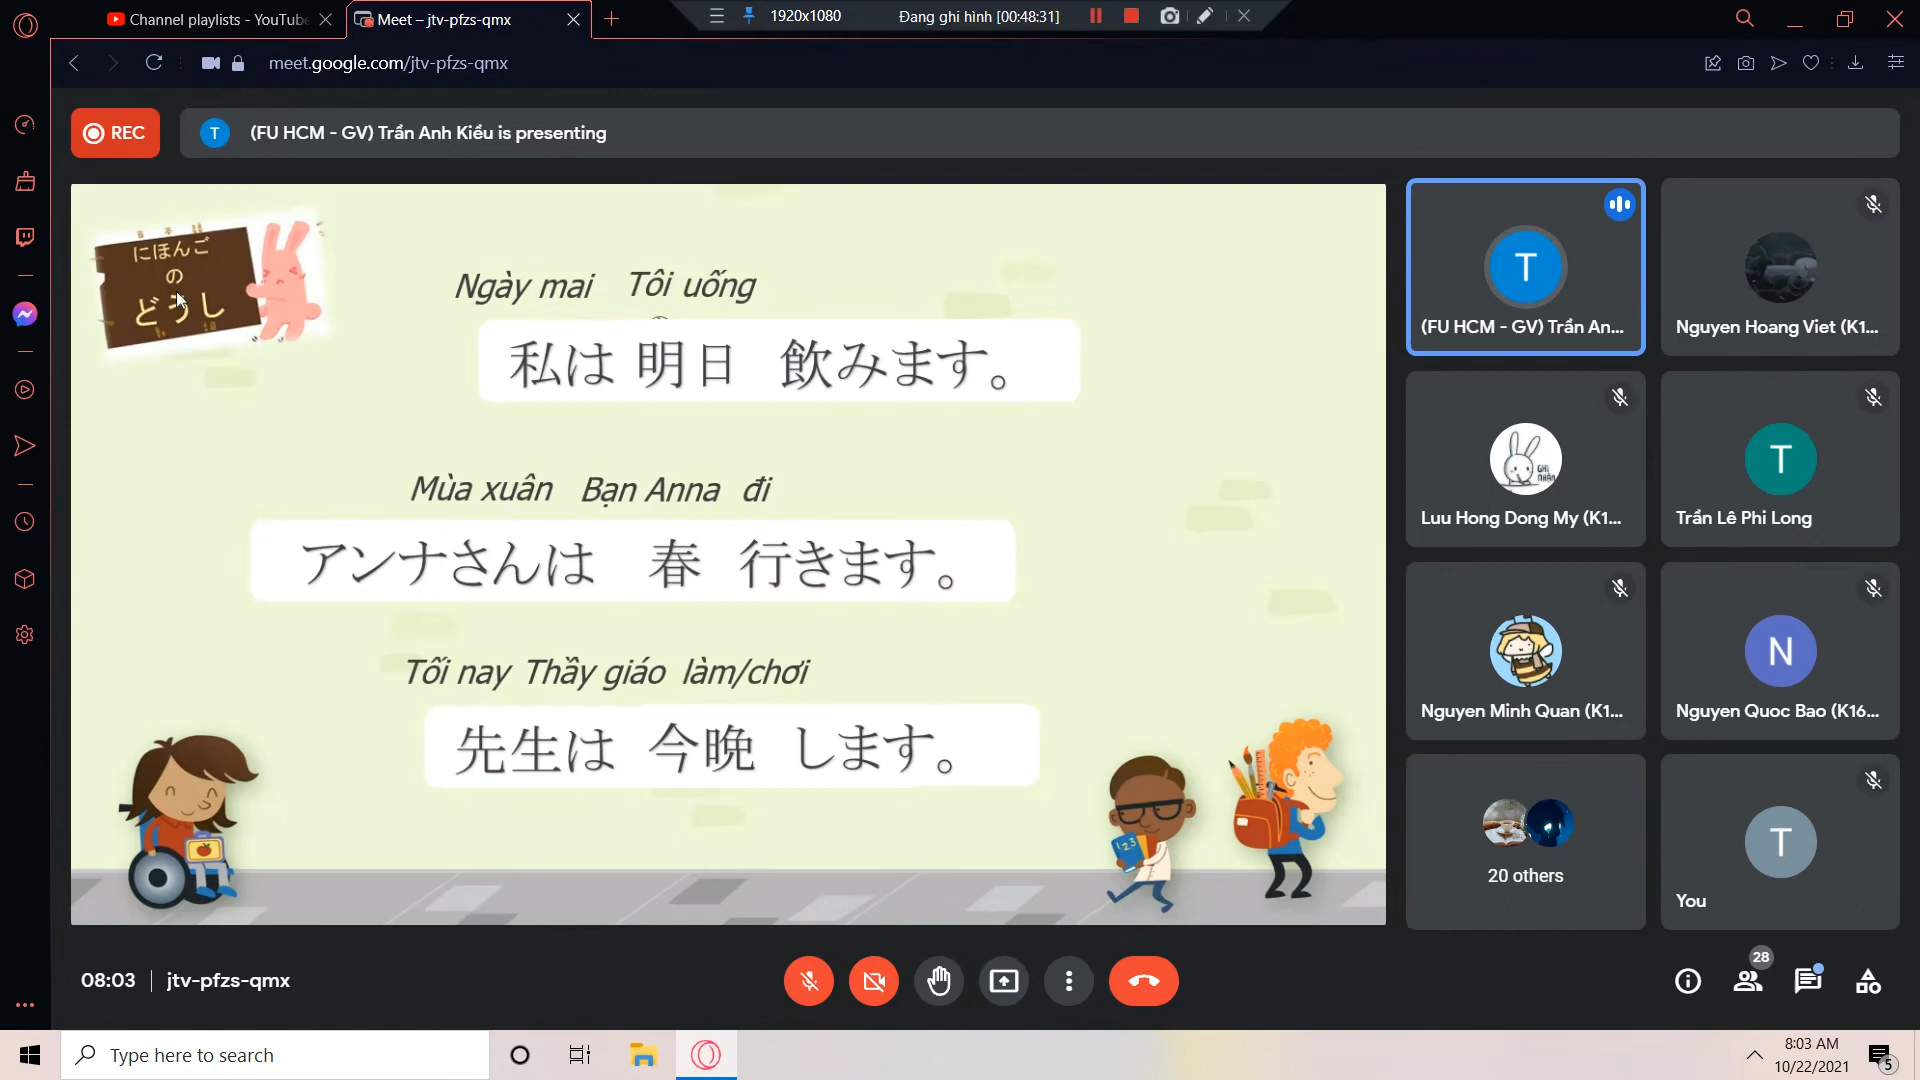 Channel playlists - YouTube
Meet – jtv-pfzs-qmx
1920x1080
Đang ghi hình [00:48:31]
meet.google.com/jtv-pfzs-qmx
REC
T
(FU HCM - GV) Trần Anh Kiều is presenting
にほんご
の
どうし
Ngày mai Tôi uống
私は 明日 飲みます。
Mùa xuân Bạn Anna đi
アンナさんは 春 行きます。
Tối nay Thầy giáo làm/chơi
先生は 今晩 します。
1 2 3
T
(FU HCM - GV) Trần An...
Nguyen Hoang Viet (K1...
GHI
NHẬN
Luu Hong Dong My (K1...
T
Trần Lê Phi Long
Nguyen Minh Quan (K1...
N
Nguyen Quoc Bao (K16...
20 others
T
You
08:03
jtv-pfzs-qmx
28
Type here to search
8:03 AM
10/22/2021
5